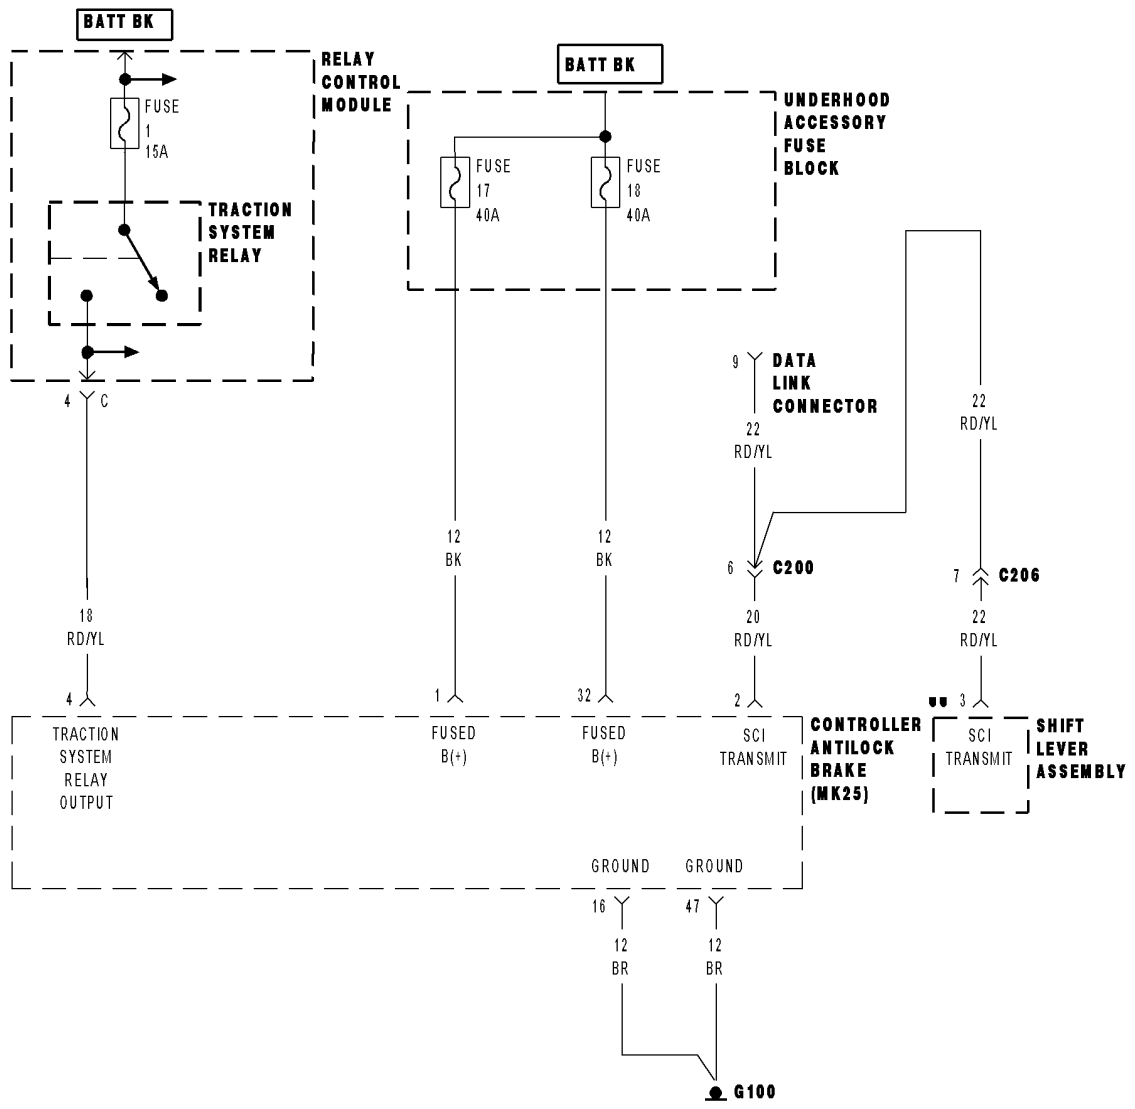 BATT BK
RELAY
CONTROL
MODULE
FUSE
1
15A
TRACTION
SYSTEM
RELAY
4 C
18
RD/YL
4
BATT BK
UNDERHOOD
ACCESSORY
FUSE
BLOCK
FUSE
17
40A
FUSE
18
40A
12
BK
12
BK
1
32
9
DATA
LINK
CONNECTOR
22
RD/YL
6
C200
20
RD/YL
2
22
RD/YL
7
C206
22
RD/YL
3
TRACTION
SYSTEM
RELAY
OUTPUT
FUSED
B(+)
FUSED
B(+)
SCI
TRANSMIT
CONTROLLER
ANTILOCK
BRAKE
(MK25)
SCI
TRANSMIT
SHIFT
LEVER
ASSEMBLY
GROUND
GROUND
16
47
12
BR
12
BR
G100